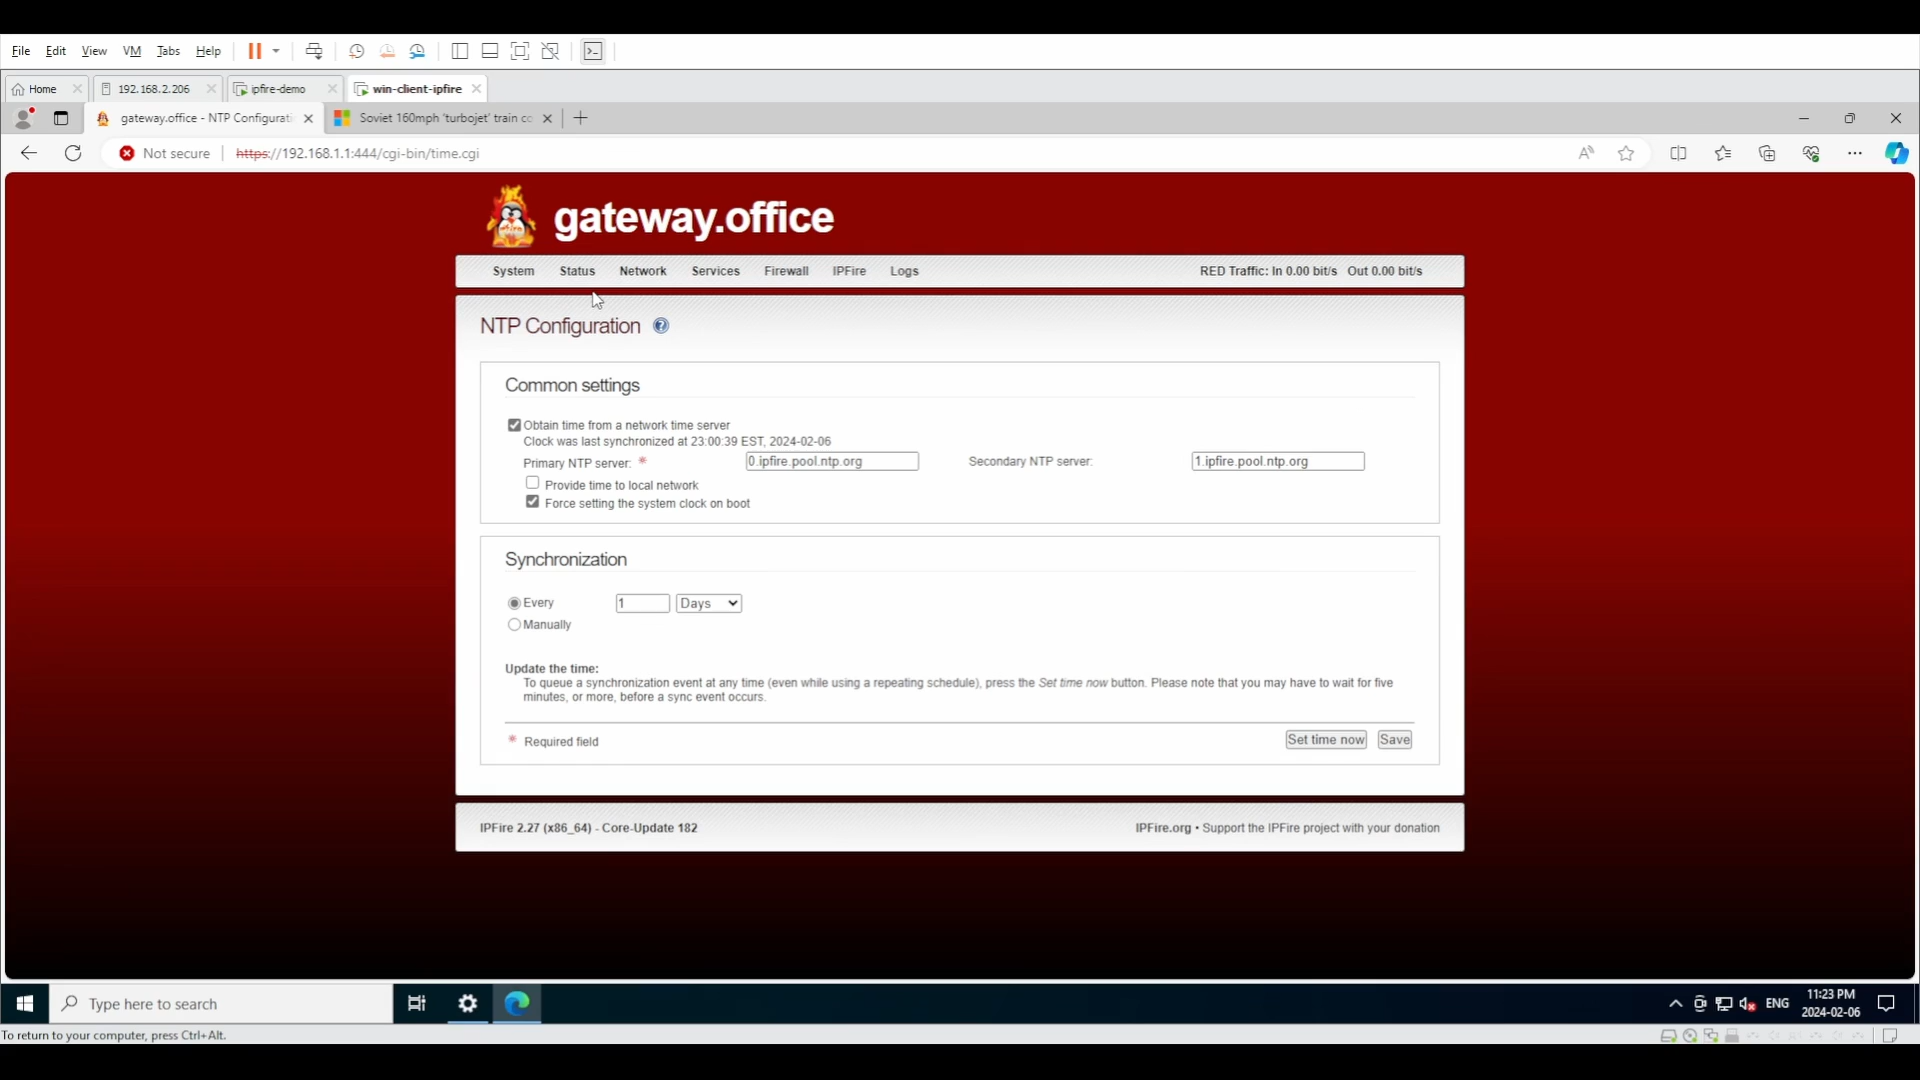 File Edit View VM Tabs Help
Home 192.168.2.206 ipfire-demo win-client-ipfire
gateway.office - NTP Configurati Soviet 160mph 'turbojet' train co
Not secure https://192.168.1.1:444/cgi-bin/time.cgi
gateway.office
System Status Network Services Firewall IPFire Logs RED Traffic: In 0.00 bit/s Out 0.00 bit/s
NTP Configuration
Common settings
Obtain time from a network time server
Clock was last synchronized at 23:00:39 EST, 2024-02-06
Primary NTP server: * 0.ipfire.pool.ntp.org Secondary NTP server: 1.ipfire.pool.ntp.org
Provide time to local network
Force setting the system clock on boot
Synchronization
Every 1 Days
Manually
Update the time:
To queue a synchronization event at any time (even while using a repeating schedule), press the Set time now button. Please note that you may have to wait for five
minutes, or more, before a sync event occurs.
* Required field Set time now Save
IPFire 2.27 (x86_64) - Core-Update 182 IPFire.org • Support the IPFire project with your donation
Type here to search ENG 11:23 PM
2024-02-06
To return to your computer, press Ctrl+Alt.